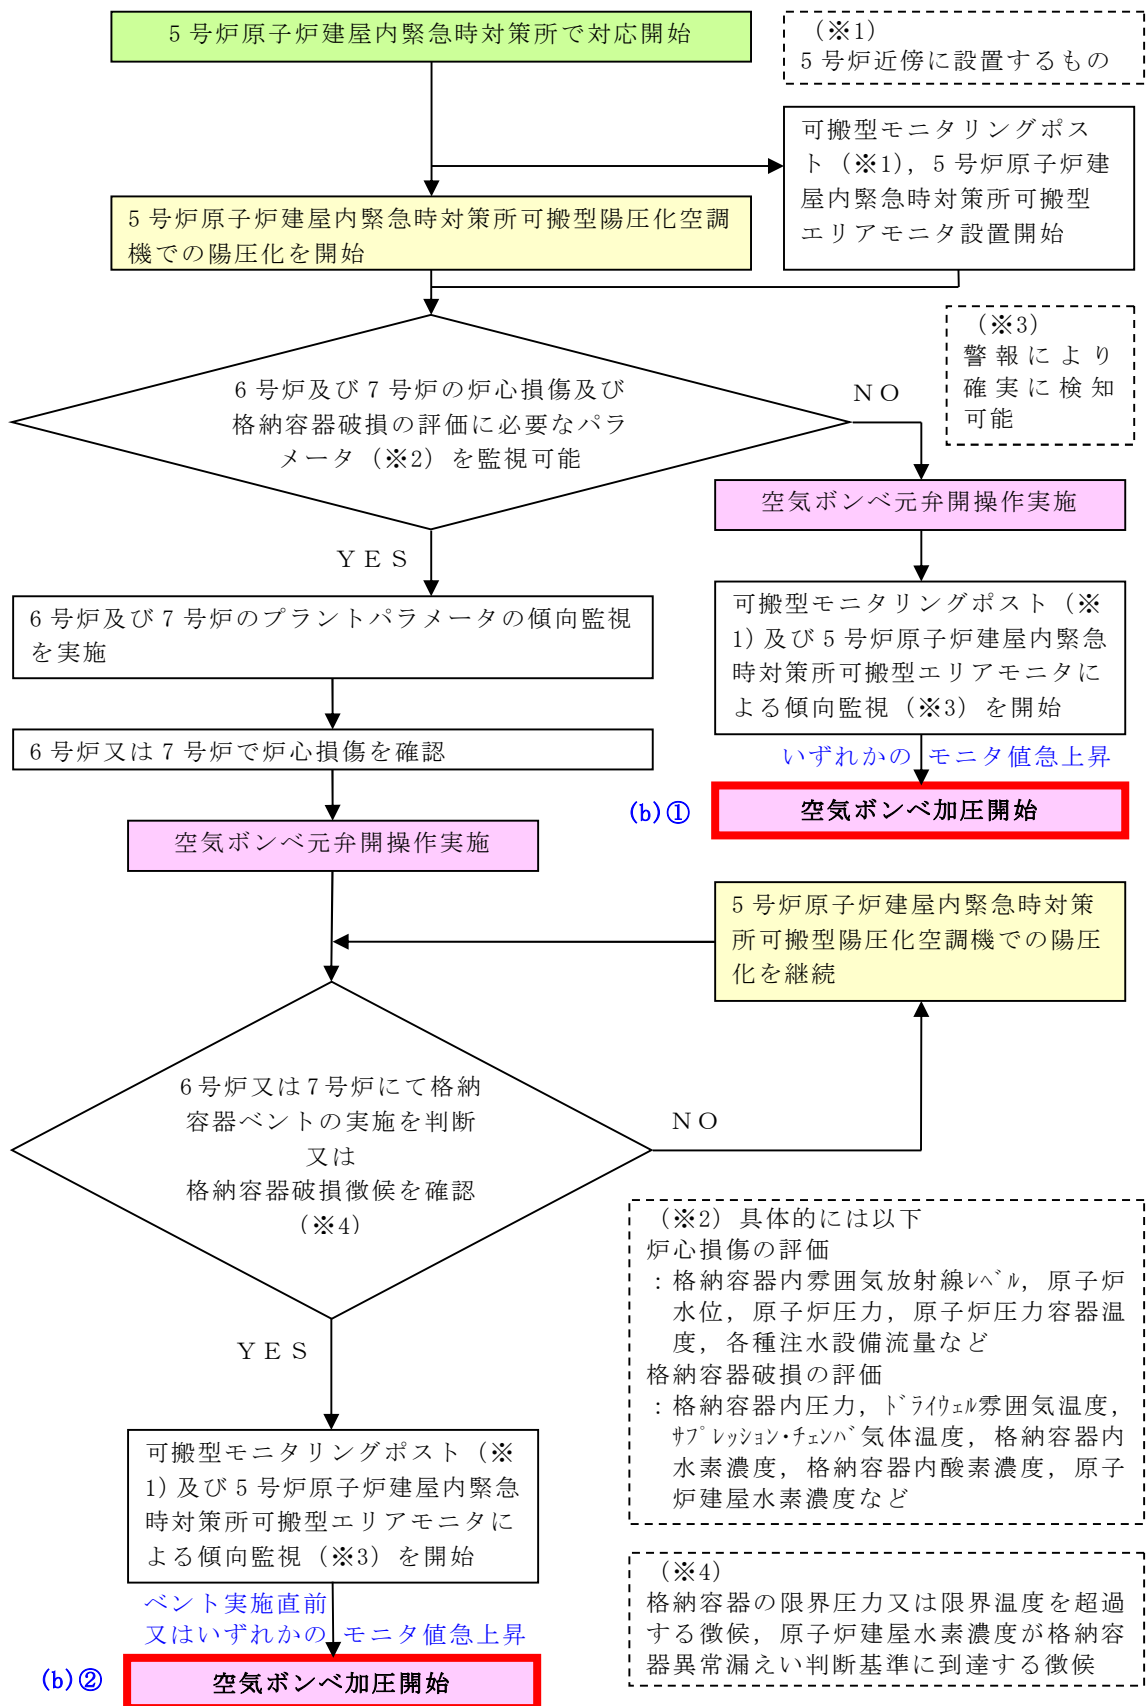 5号炉原子炉建屋内緊急時対策所で対応開始
(※1)
5号炉近傍に設置するもの
可搬型モニタリングポス
ト（※1），5号炉原子炉建
屋内緊急時対策所可搬型
エリアモニタ設置開始
5号炉原子炉建屋内緊急時対策所可搬型陽圧化空調
機での陽圧化を開始
(※3)
警報により
確実に検知
可能
6号炉及び7号炉の炉心損傷及び
格納容器破損の評価に必要なパラ
メータ（※2）を監視可能
NO
YES
空気ボンベ元弁開操作実施
6号炉及び7号炉のプラントパラメータの傾向監視
を実施
可搬型モニタリングポスト（※
1）及び5号炉原子炉建屋内緊急
時対策所可搬型エリアモニタに
よる傾向監視（※3）を開始
6号炉又は7号炉で炉心損傷を確認
いずれかの モニタ値急上昇
(b)① 空気ボンベ加圧開始
空気ボンベ元弁開操作実施
5号炉原子炉建屋内緊急時対策
所可搬型陽圧化空調機での陽圧
化を継続
6号炉又は7号炉にて格納
容器ベントの実施を判断
又は
格納容器破損徴候を確認
(※4)
NO
YES
（※2）具体的には以下
炉心損傷の評価
：格納容器内雰囲気放射線ﾚﾍﾞﾙ，原子炉
水位，原子炉圧力，原子炉圧力容器温
度，各種注水設備流量など
格納容器破損の評価
：格納容器内圧力，ﾄﾞﾗｲｳｪﾙ雰囲気温度，
ｻﾌﾟﾚｯｼｮﾝ･ﾁｪﾝﾊﾞ気体温度，格納容器内
水素濃度，格納容器内酸素濃度，原子
炉建屋水素濃度など
可搬型モニタリングポスト（※
1）及び5号炉原子炉建屋内緊急
時対策所可搬型エリアモニタに
よる傾向監視（※3）を開始
ベント実施直前
又はいずれかの モニタ値急上昇
(b)② 空気ボンベ加圧開始
（※4）
格納容器の限界圧力又は限界温度を超過
する徴候，原子炉建屋水素濃度が格納容
器異常漏えい判断基準に到達する徴候